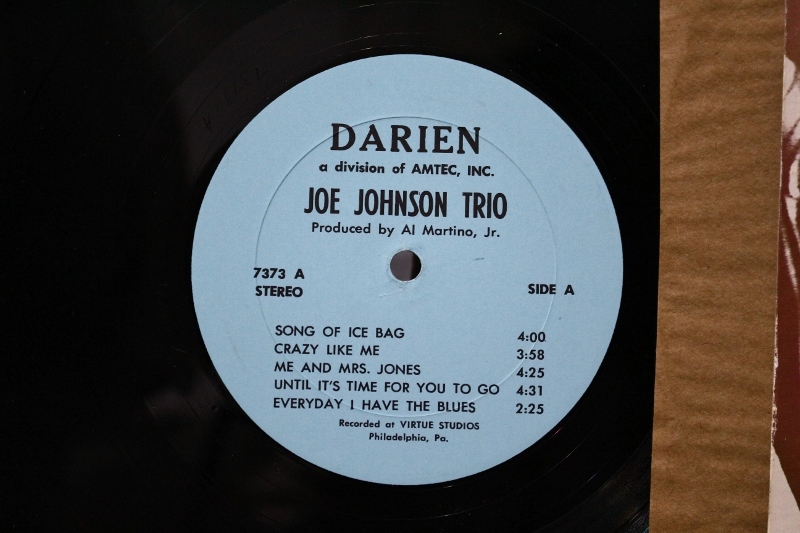 DARIEN
a division of AMTEC, INC.
JOE JOHNSON TRIO
Produced by Al Martino, Jr.
7373 A
STEREO
SIDE A
SONG OF ICE BAG 4:00
CRAZY LIKE ME 3:58
ME AND MRS. JONES 4:25
UNTIL IT'S TIME FOR YOU TO GO 4:31
EVERYDAY I HAVE THE BLUES 2:25
Recorded at VIRTUE STUDIOS
Philadelphia, Pa.